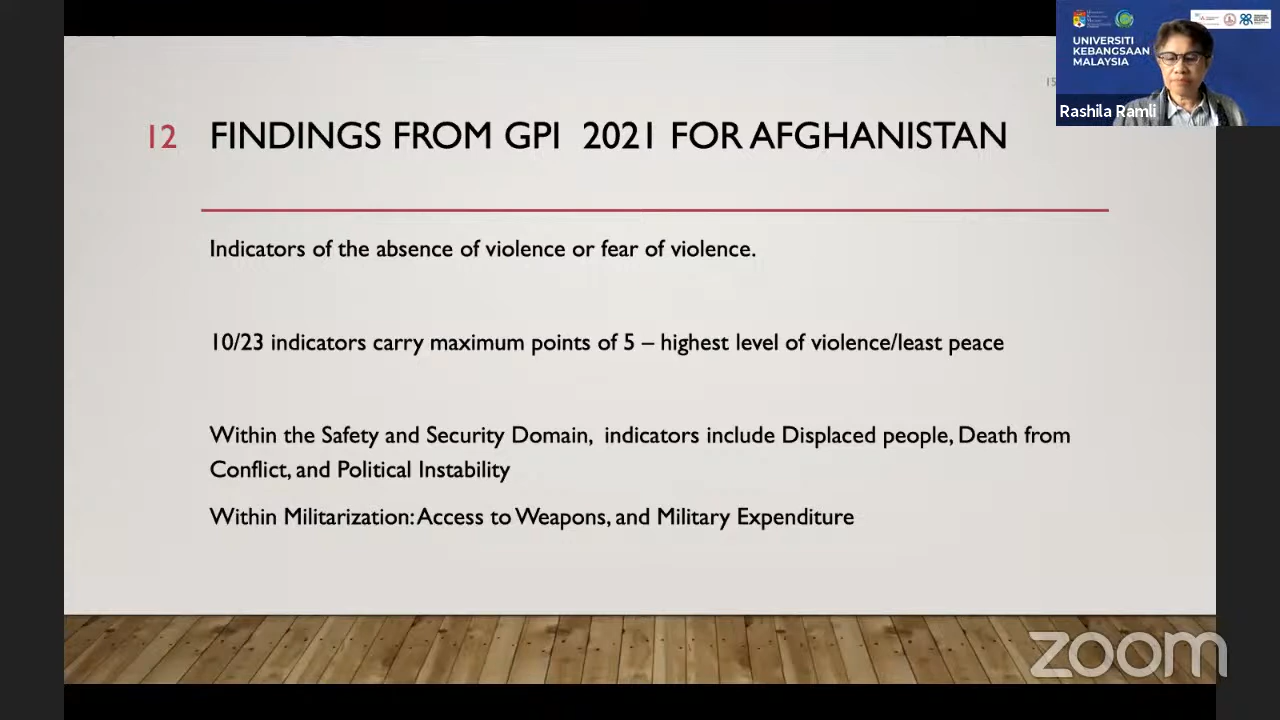 12 FINDINGS FROM GPI 2021 FOR AFGHANISTAN
Indicators of the absence of violence or fear of violence.
10/23 indicators carry maximum points of 5 – highest level of violence/least peace
Within the Safety and Security Domain, indicators include Displaced people, Death from
Conflict, and Political Instability
Within Militarization: Access to Weapons, and Military Expenditure
UNIVERSITI
KEBANGSAAN
MALAYSIA
Rashila Ramli
zoom